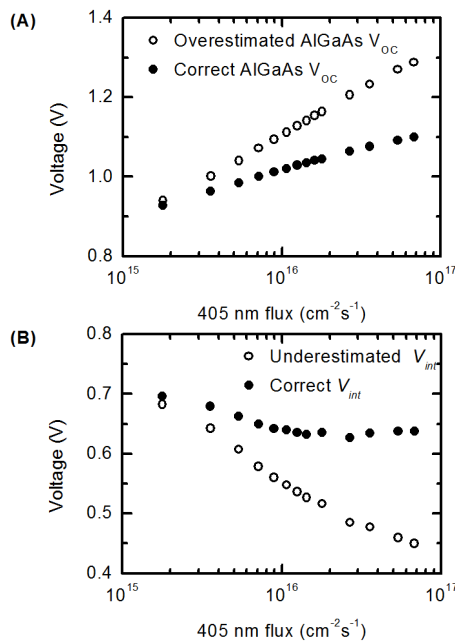 (A)
1.4
Overestimated AlGaAs VOC
Correct AlGaAs VOC
1.2
1.0
0.8
Voltage (V)
10^15 10^16 10^17
405 nm flux (cm^-2s^-1)
(B)
0.8
Underestimated Vint
Correct Vint
0.7
0.6
0.5
0.4
Voltage (V)
10^15 10^16 10^17
405 nm flux (cm^-2s^-1)